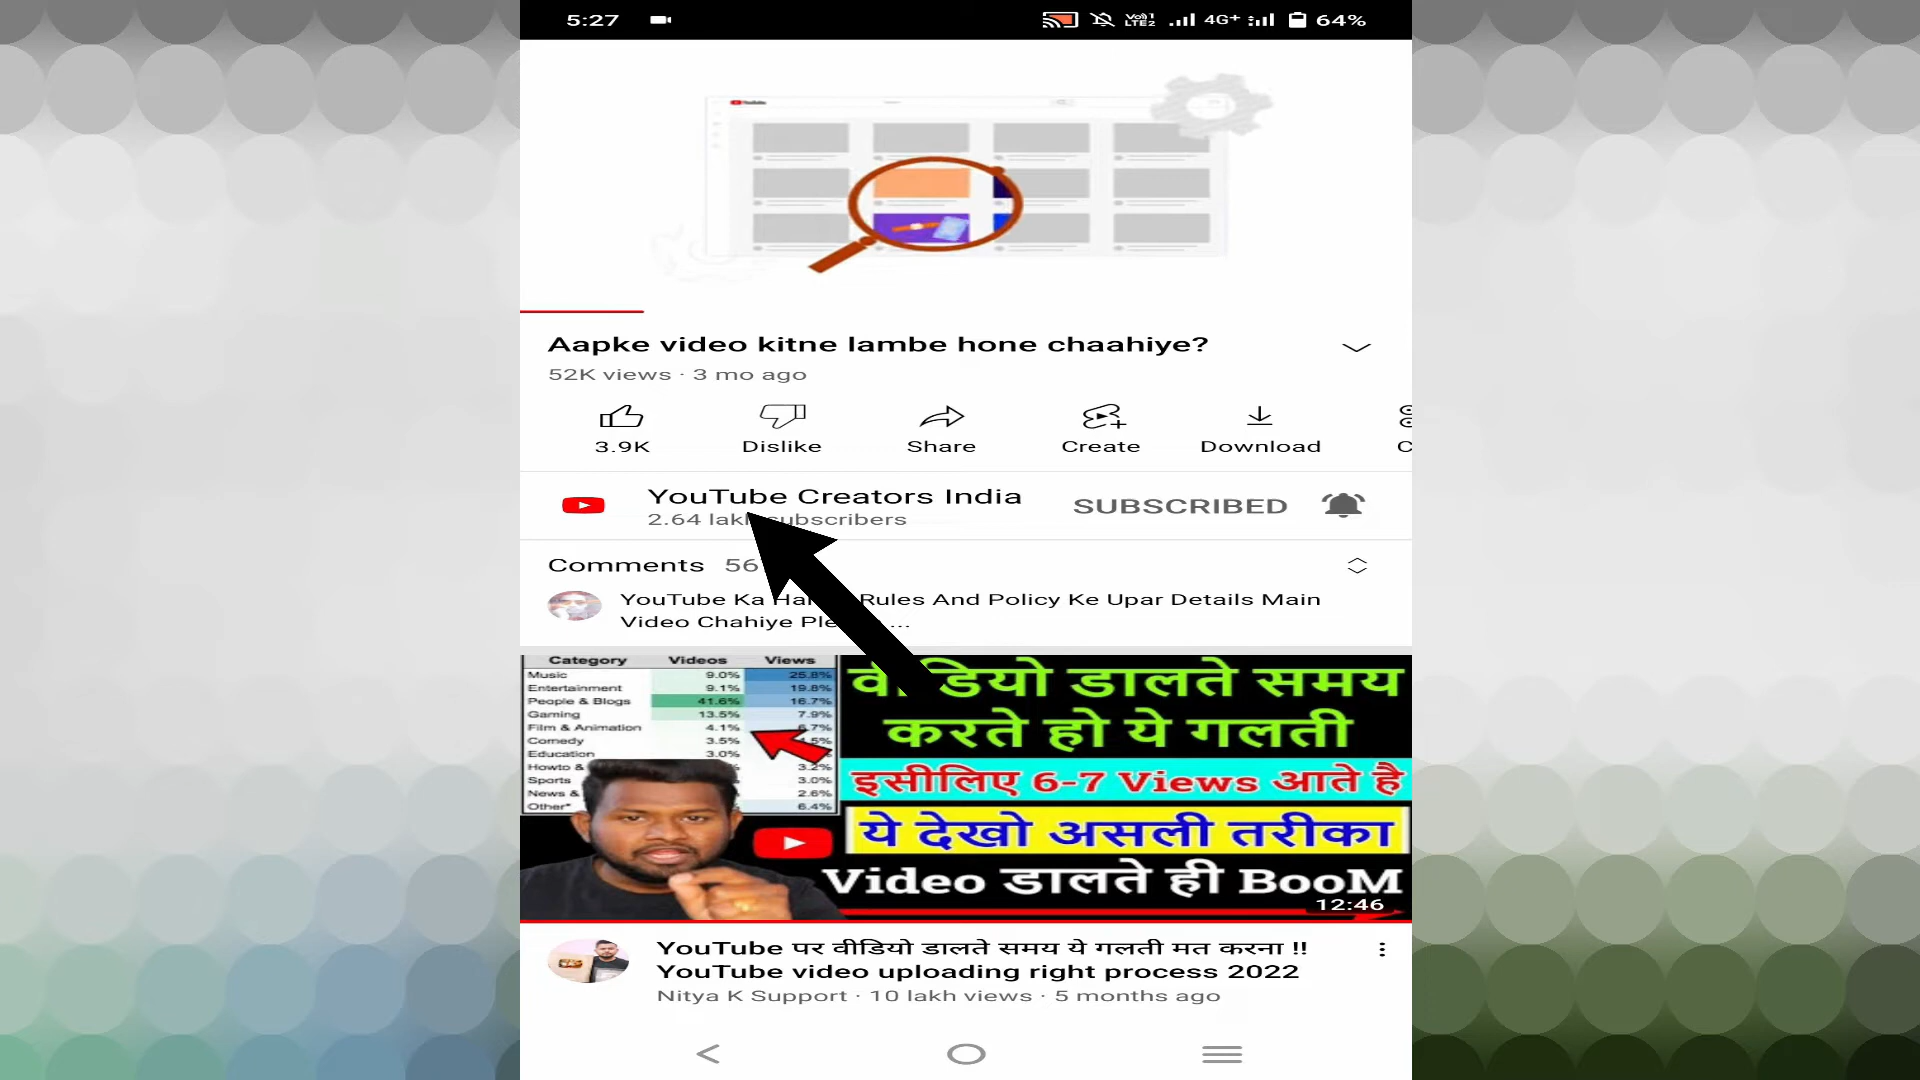 5:27
4G+ 64%
Aapke video kitne lambe hone chaahiye?
52K views · 3 mo ago
3.9K Dislike Share Create Download
YouTube Creators India
SUBSCRIBED
2.64 subscribers
Comments
YouTube Ka Rules And Policy Ke Upar Details Main
Video Chahiye
Category Videos Views
Music 9.0% 25.8%
Entertainment 9.1% 19.8%
People & Blogs 41.6% 16.7%
Gaming 13.5% 7.9%
Film & Animation 4.1%
Comedy 3.5%
Education 3.0%
Howto & 3.2%
Sports 3.0%
News & 2.6%
Other* 6.4%
डियो डालते समय
करते हो ये गलती
इसीलिए 6-7 Views आते है
ये देखो असली तरीका
Video डालते ही BooM
12:46
YouTube पर वीडियो डालते समय ये गलती मत करना !!
YouTube video uploading right process 2022
Nitya K Support · 10 lakh views · 5 months ago